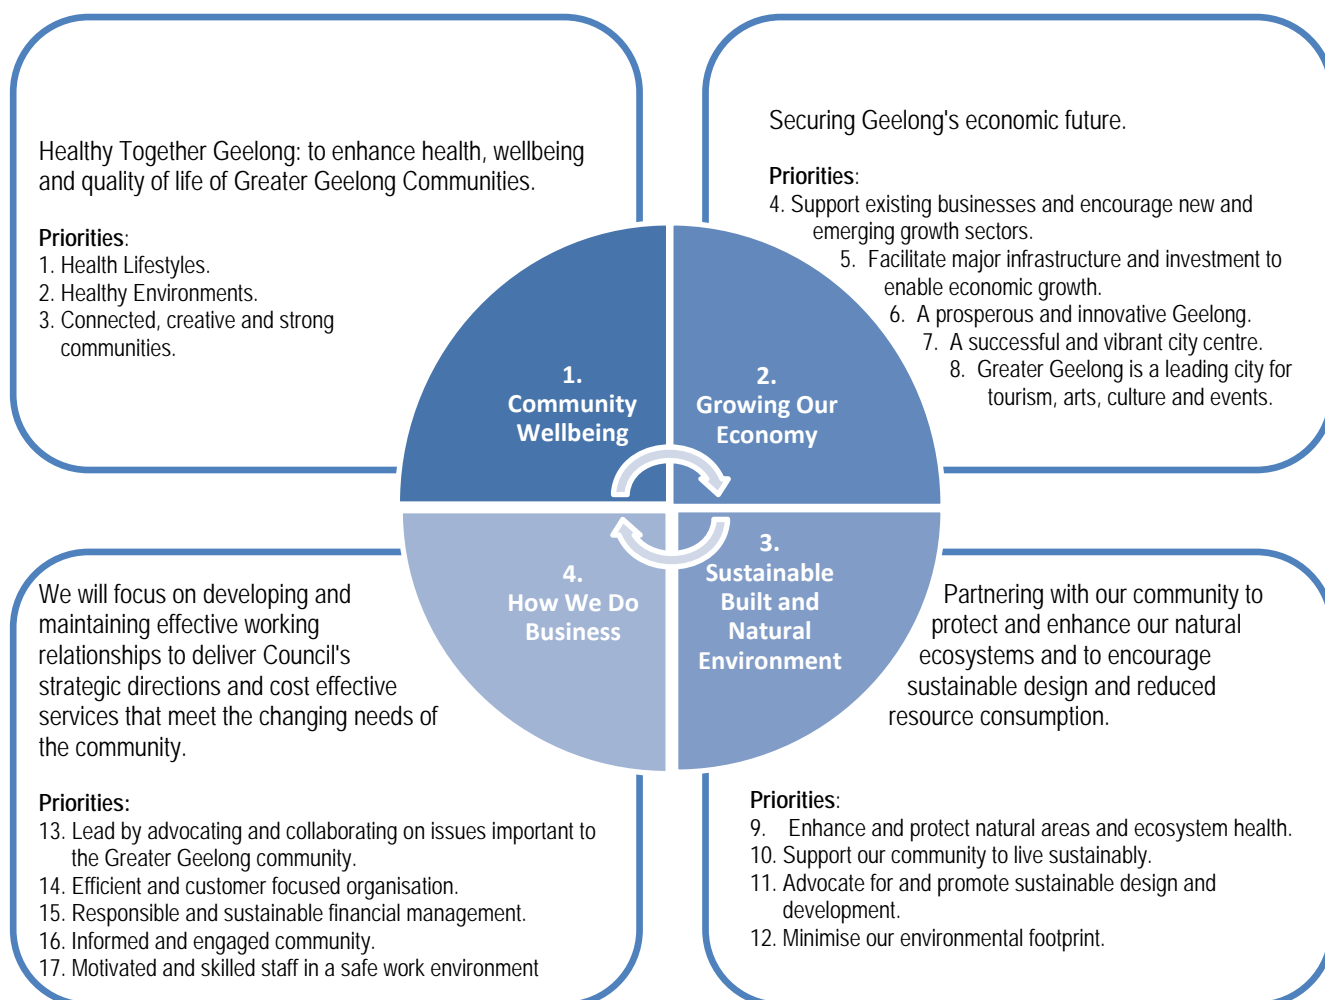 Healthy Together Geelong: to enhance health, wellbeing
and quality of life of Greater Geelong Communities.
Priorities:
1. Health Lifestyles.
2. Healthy Environments.
3. Connected, creative and strong
communities.
Securing Geelong's economic future.
Priorities:
4. Support existing businesses and encourage new and
emerging growth sectors.
5. Facilitate major infrastructure and investment to
enable economic growth.
6. A prosperous and innovative Geelong.
7. A successful and vibrant city centre.
8. Greater Geelong is a leading city for
tourism, arts, culture and events.
1.
Community
Wellbeing
2.
Growing Our
Economy
3.
Sustainable
Built and
Natural
Environment
4.
How We Do
Business
We will focus on developing and
maintaining effective working
relationships to deliver Council's
strategic directions and cost effective
services that meet the changing needs of
the community.
Priorities:
13. Lead by advocating and collaborating on issues important to
the Greater Geelong community.
14. Efficient and customer focused organisation.
15. Responsible and sustainable financial management.
16. Informed and engaged community.
17. Motivated and skilled staff in a safe work environment
Partnering with our community to
protect and enhance our natural
ecosystems and to encourage
sustainable design and reduced
resource consumption.
Priorities:
9. Enhance and protect natural areas and ecosystem health.
10. Support our community to live sustainably.
11. Advocate for and promote sustainable design and
development.
12. Minimise our environmental footprint.